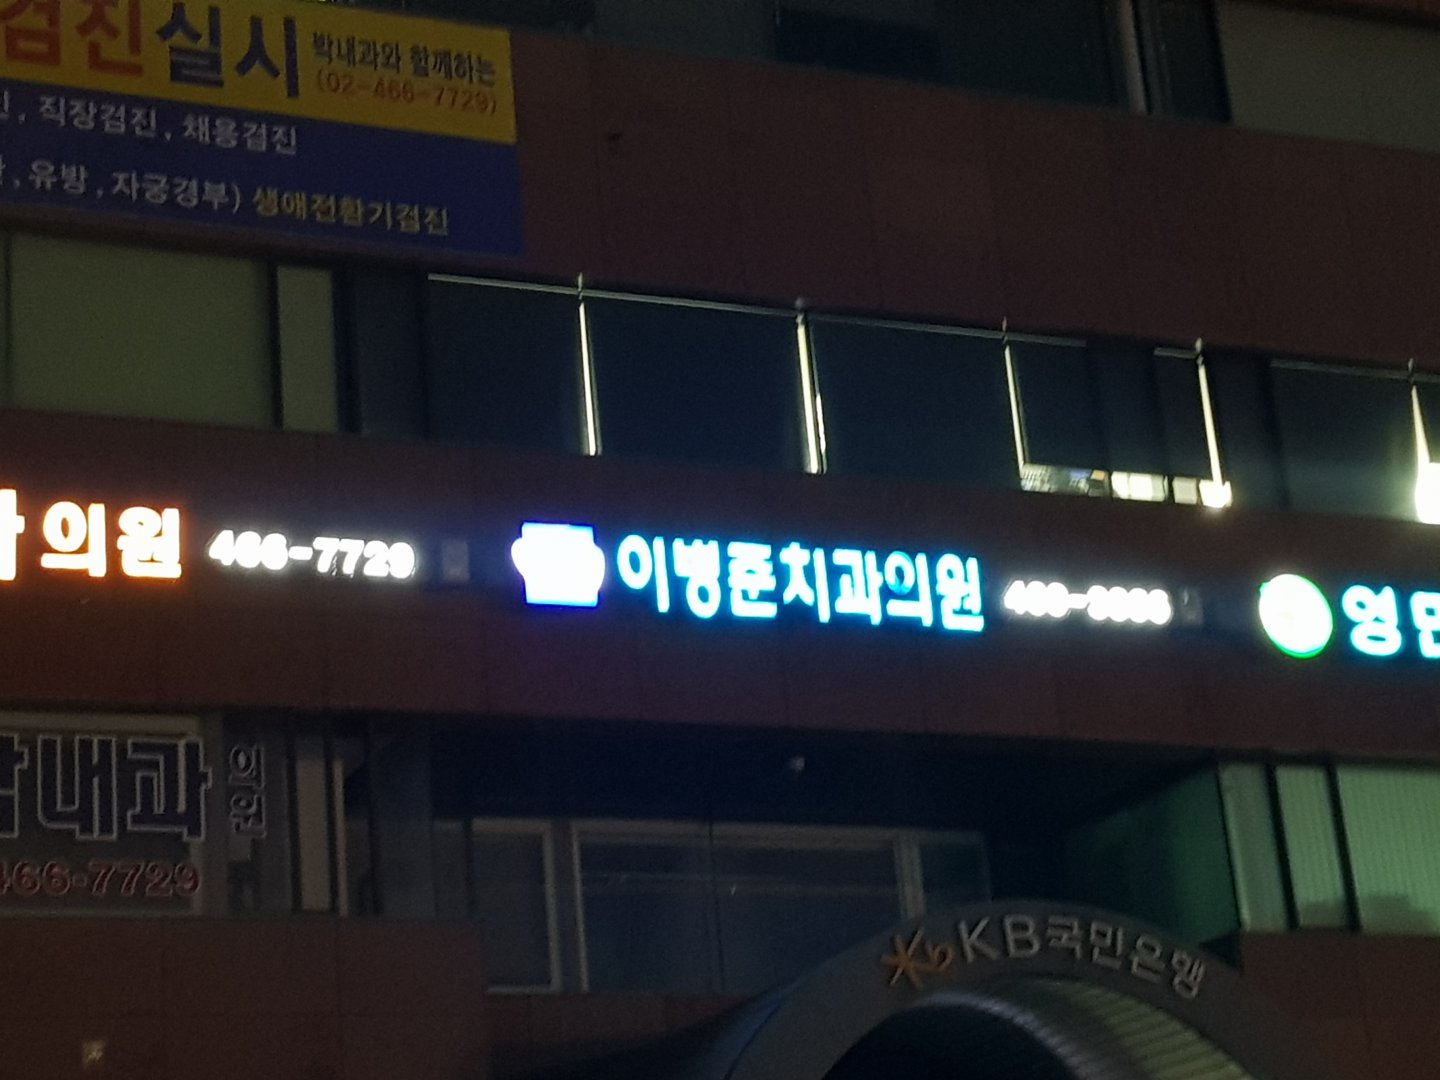 검진실시
박내과와 함께하는
(02-466-7729)
직장검진, 채용검진
, 유방, 자궁경부) 생애전환기검진
의원 466-7729
이병준치과의원
영
내과
의원
466-7729
KB국민은행